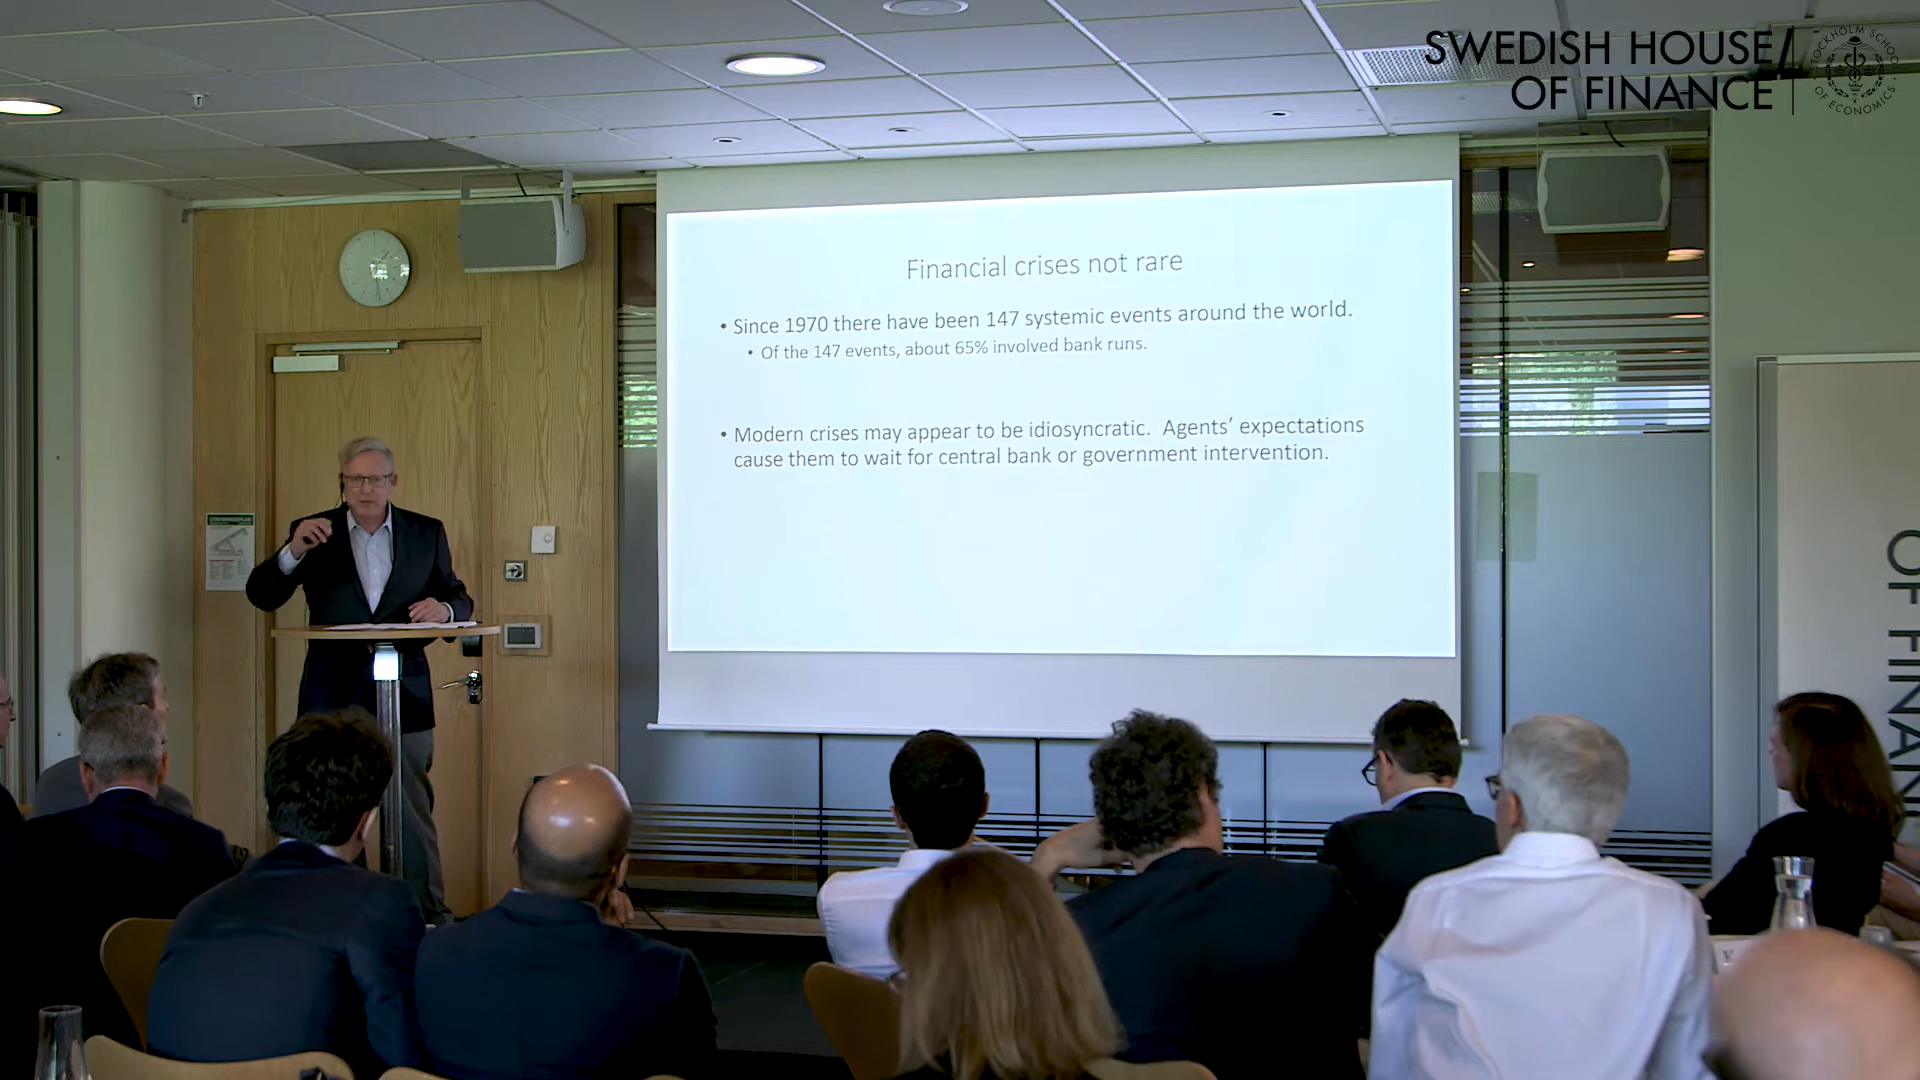 SWEDISH HOUSE
OF FINANCE
STOCKHOLM SCHOOL
OF ECONOMICS
Financial crises not rare
• Since 1970 there have been 147 systemic events around the world.
• Of the 147 events, about 65% involved bank runs.
• Modern crises may appear to be idiosyncratic. Agents' expectations
cause them to wait for central bank or government intervention.
OF FINANC